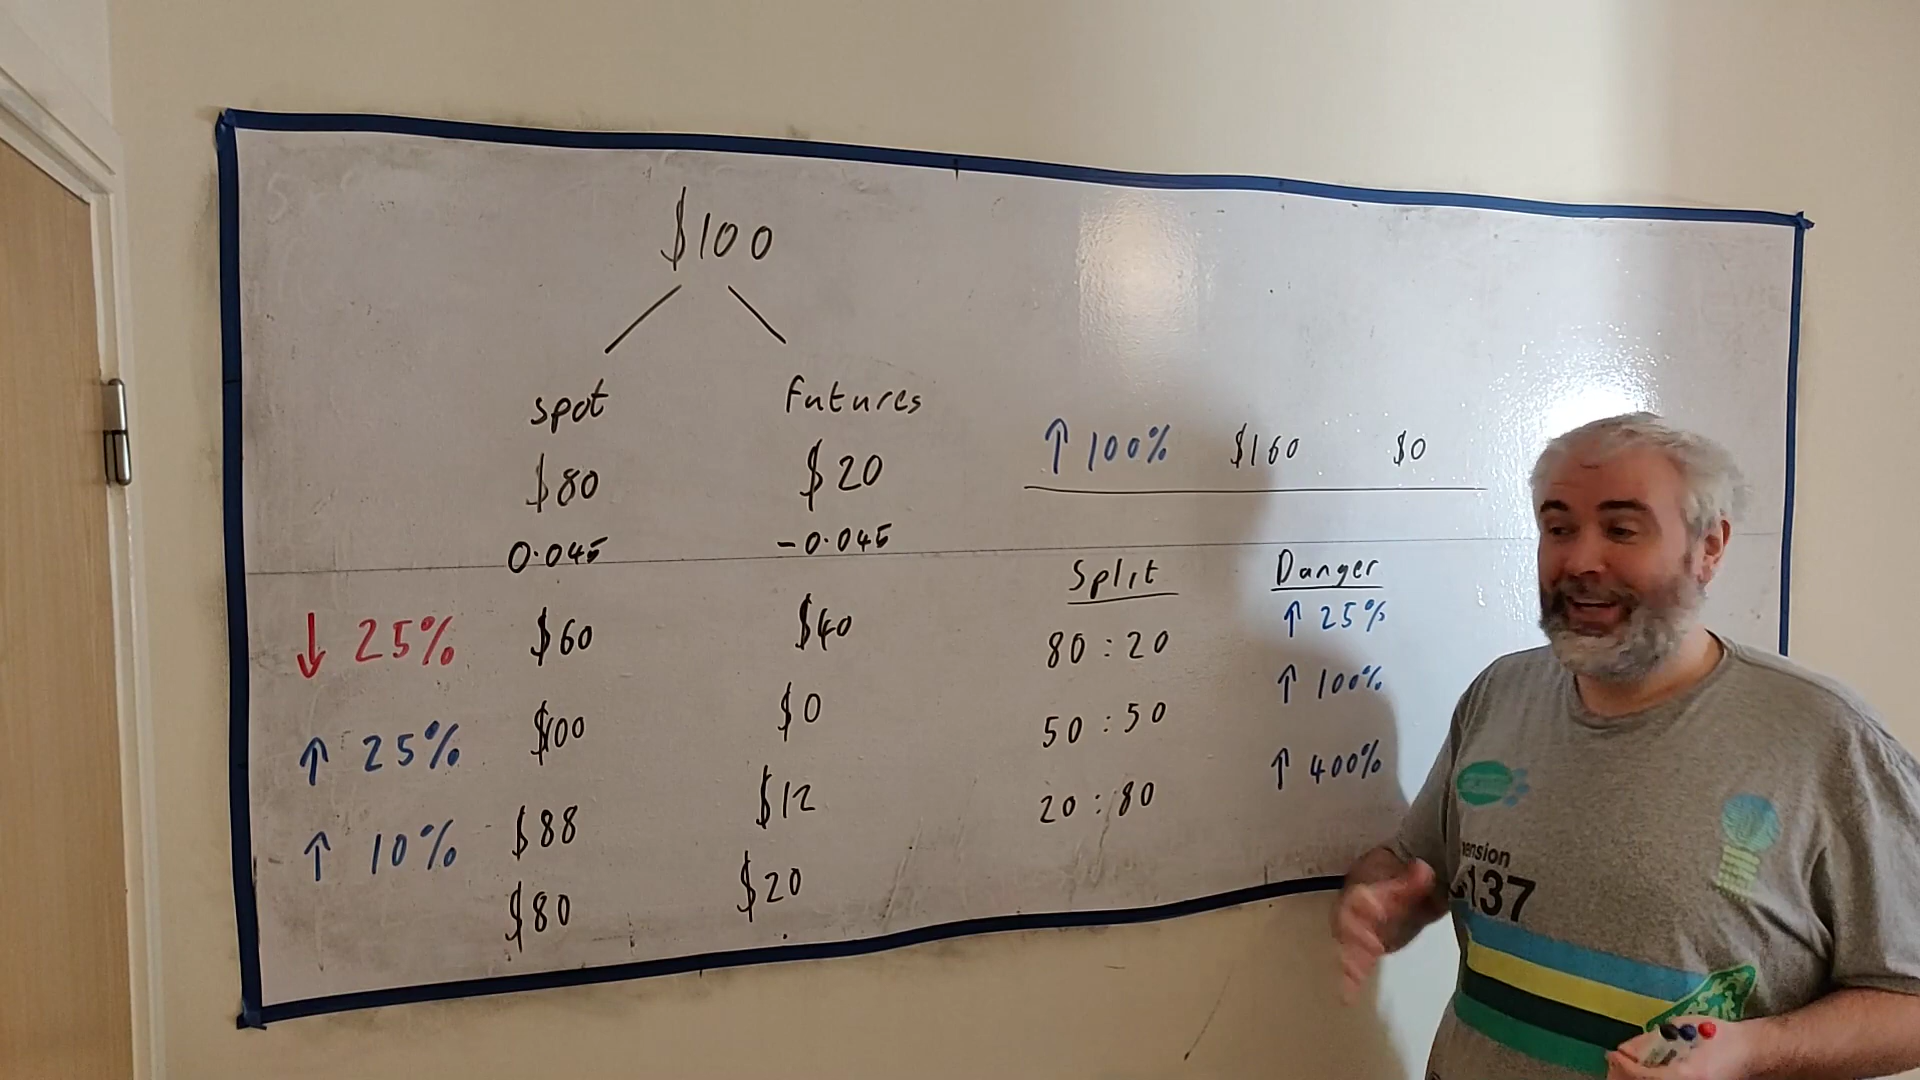 $100
spot futures
$80 $20
0.045 -0.045
↓ 25% $60 $40
↑ 25% $100 $0
↑ 10% $88 $12
$80 $20
↑ 100% $160 $0
Split Danger
80:20 ↑ 25%
50:50 ↑ 100%
20:80 ↑ 400%
137